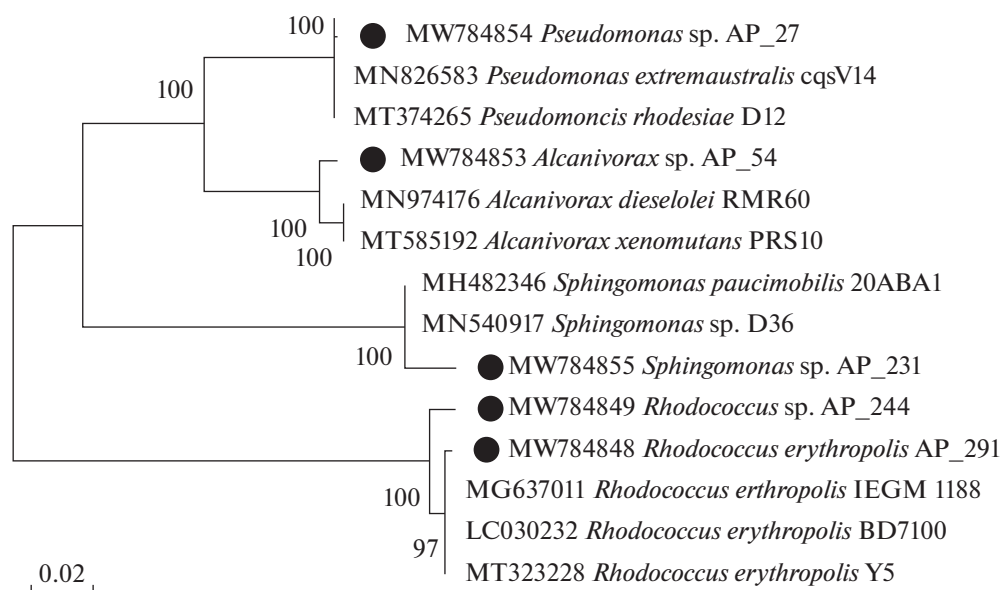 100
MW784854 Pseudomonas sp. AP_27
100
MN826583 Pseudomonas extremaustralis cqsV14
MT374265 Pseudomoncis rhodesiae D12
MW784853 Alcanivorax sp. AP_54
MN974176 Alcanivorax dieselolei RMR60
100
MT585192 Alcanivorax xenomutans PRS10
100
MH482346 Sphingomonas paucimobilis 20ABA1
MN540917 Sphingomonas sp. D36
100
MW784855 Sphingomonas sp. AP_231
MW784849 Rhodococcus sp. AP_244
MW784848 Rhodococcus erythropolis AP_291
100
MG637011 Rhodococcus erthropolis IEGM 1188
LC030232 Rhodococcus erythropolis BD7100
97
MT323228 Rhodococcus erythropolis Y5
0.02